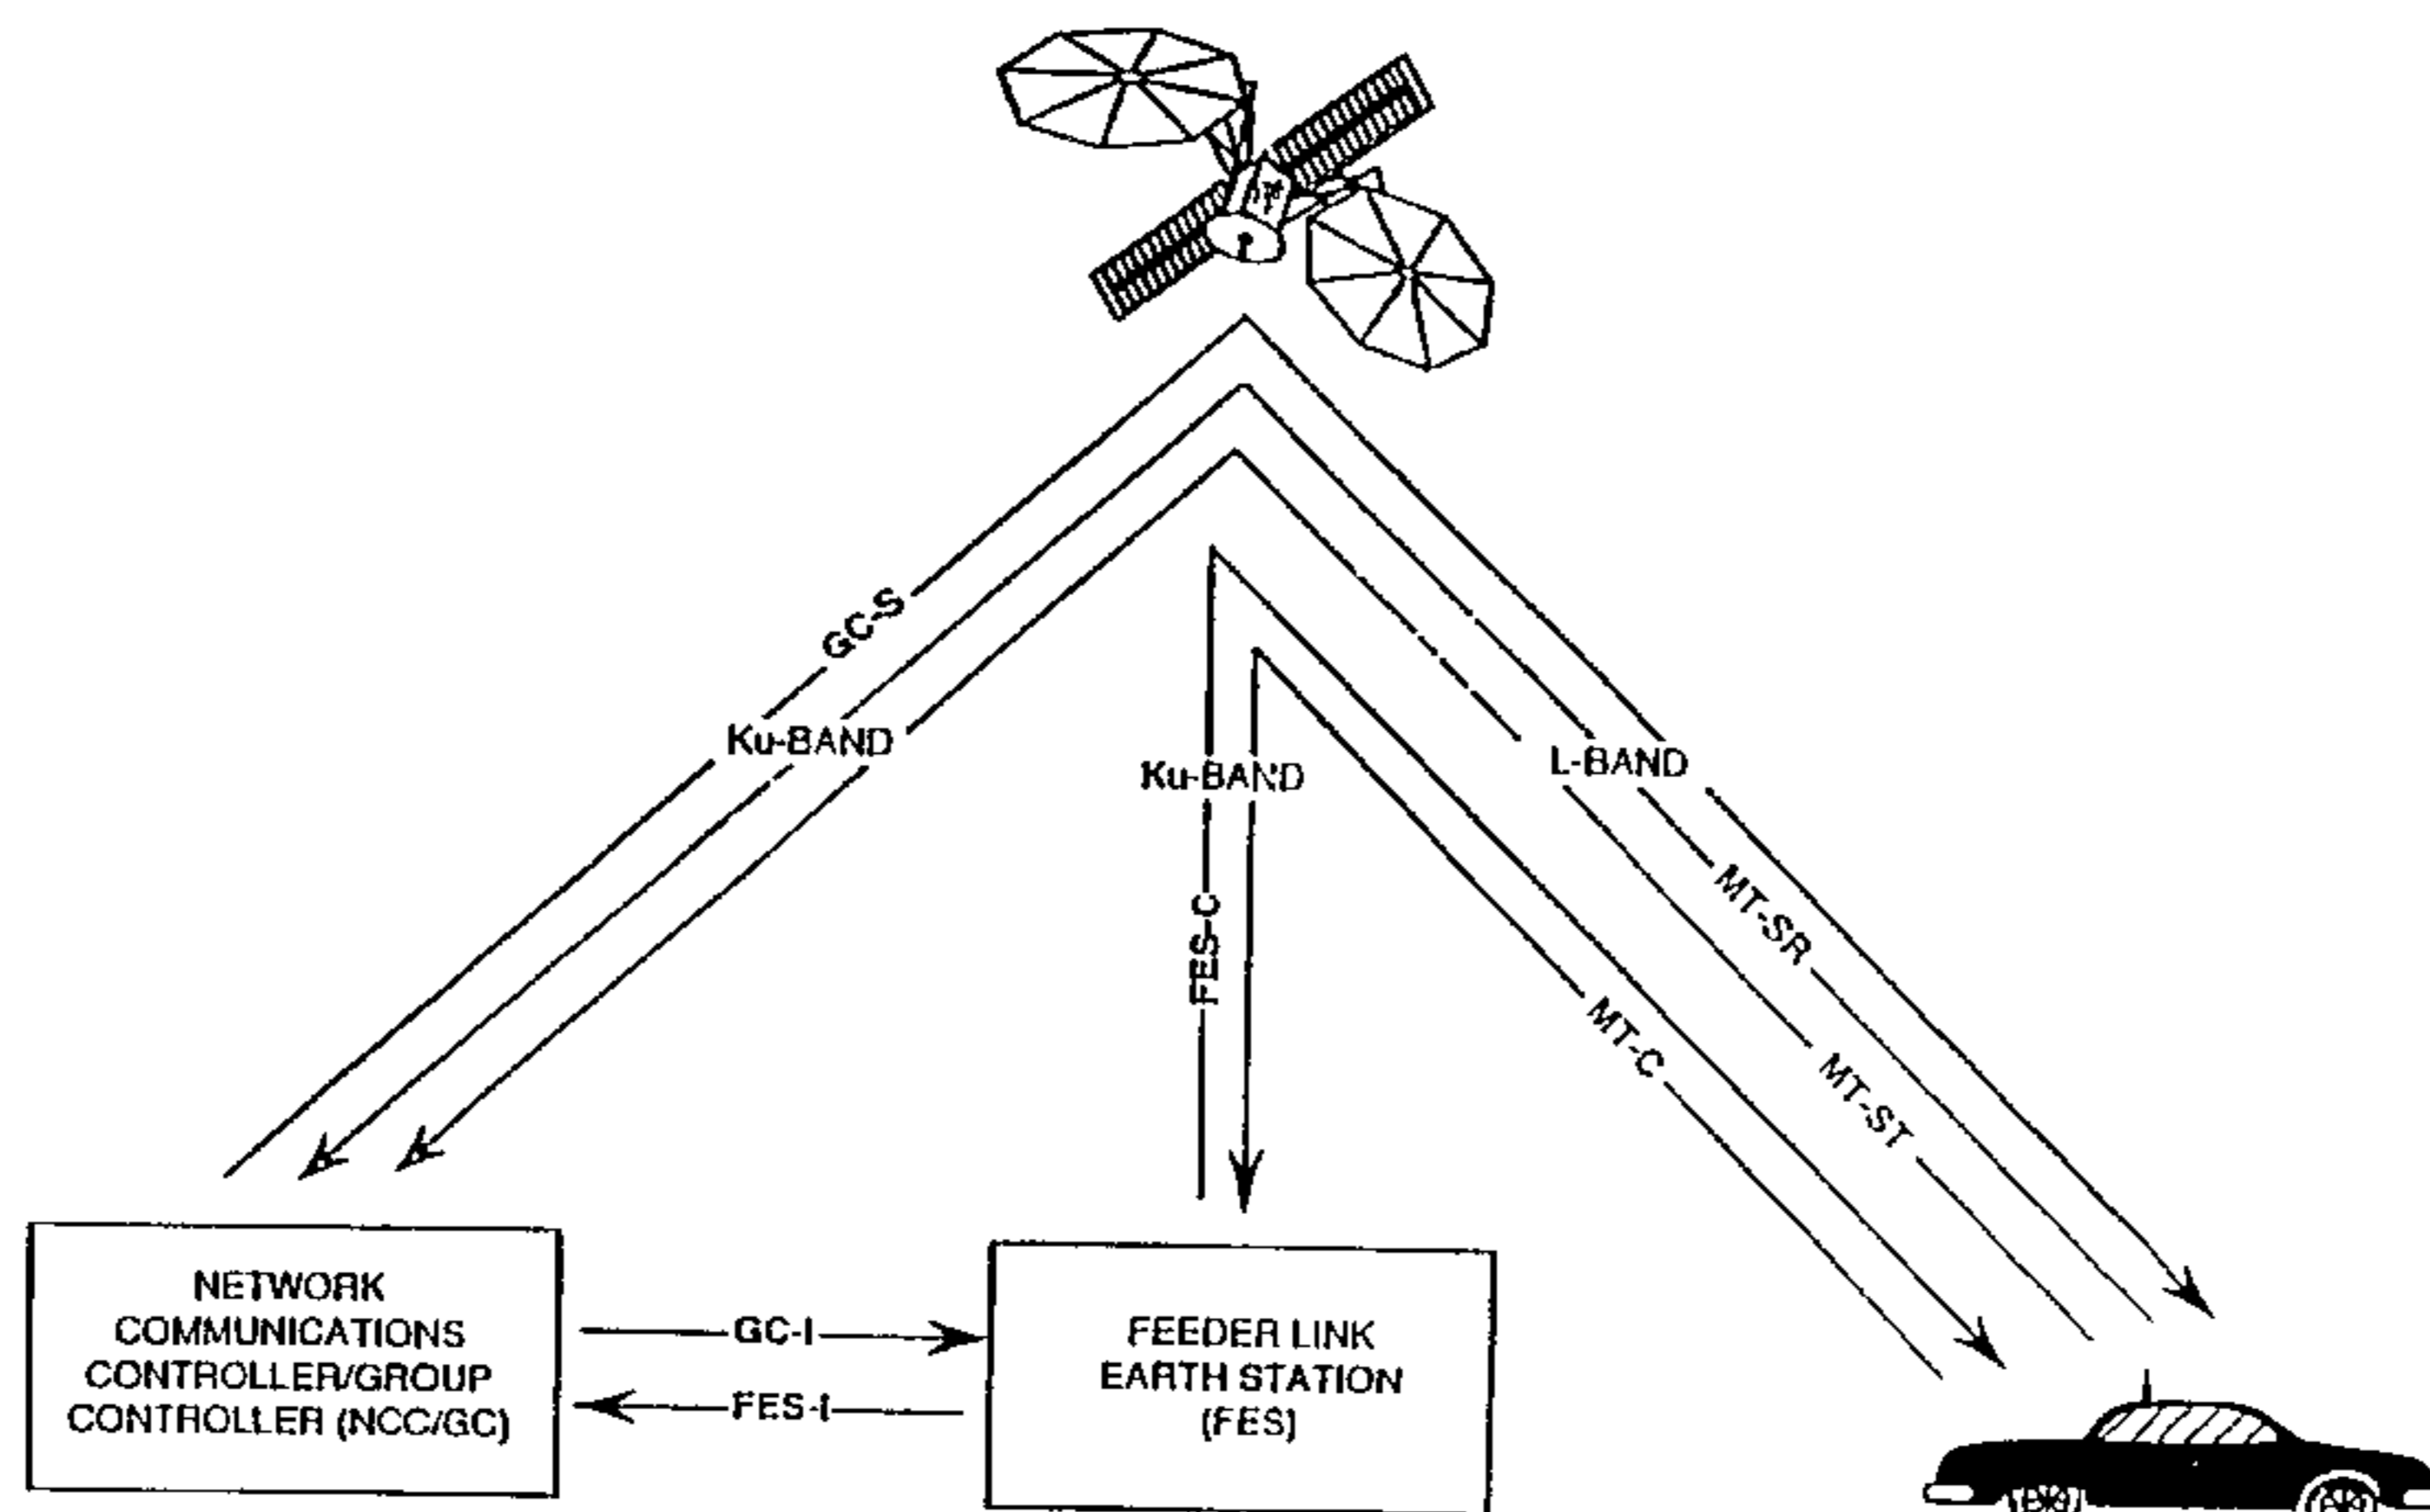 GC-S
Ku-BAND
Ku-BAND
L-BAND
FES-C
MT-SR
MT-C
MT-ST
NETWORK
COMMUNICATIONS
CONTROLLER/GROUP
CONTROLLER (NCC/GC)
GC-I
FES-I
FEEDER LINK
EARTH STATION
(FES)